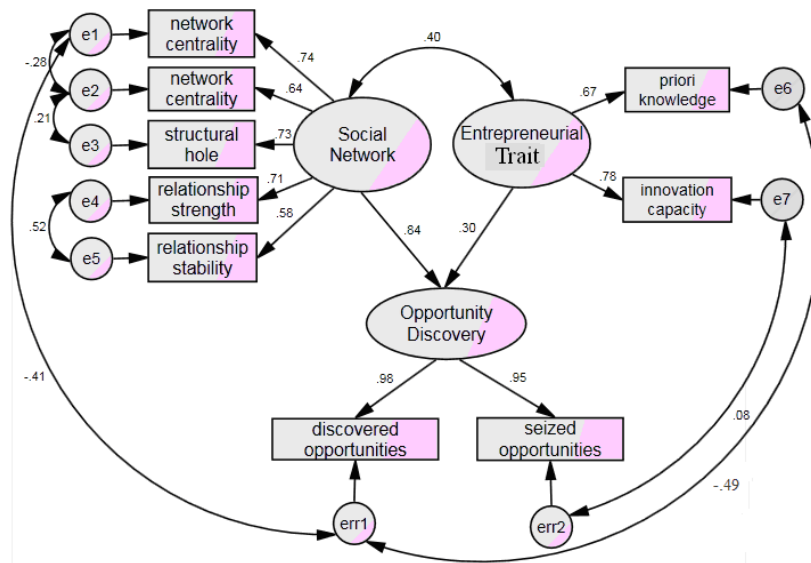 e1
network
centrality
.74
.40
-.28
e2
network
centrality
.64
.67
priori
knowledge
e6
.21
e3
structural
hole
.73
Social
Network
Entrepreneurial
Trait
e4
relationship
strength
.71
.78
innovation
capacity
e7
.52
e5
relationship
stability
.58
.84
.30
Opportunity
Discovery
-.41
.98
.95
.08
discovered
opportunities
seized
opportunities
-.49
err1
err2